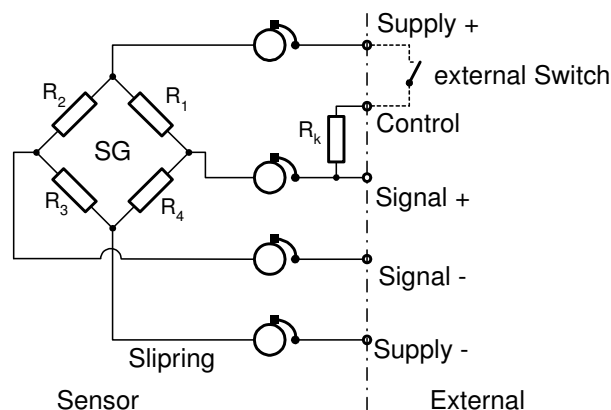 Supply +
external Switch
R2
R1
Control
Rk
SG
R3
R4
Signal +
Signal -
Slipring
Supply -
Sensor
External